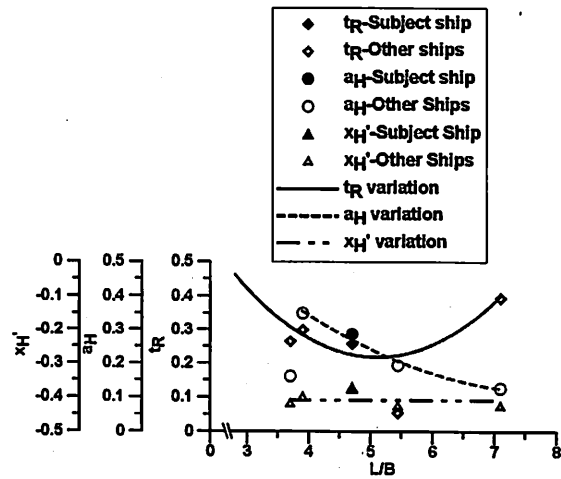 tR-Subject ship
tR-Other ships
aH-Subject ship
aH-Other Ships
xH'-Subject Ship
xH'-Other Ships
tR variation
aH variation
xH' variation
0 0.5 0.5
-0.1 0.4 0.4
-0.2 0.3 0.3
xH' aH tR
-0.3 0.2 0.2
-0.4 0.1 0.1
-0.5 0 0
0 3 4 5 6 7 8
L/B